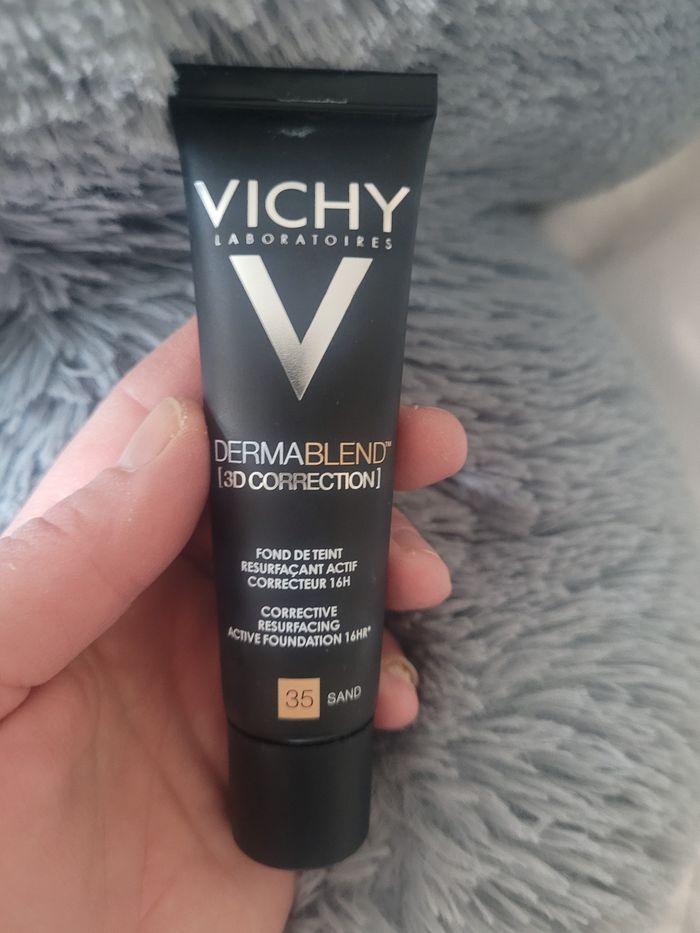 VICHY
LABORATOIRES
V
DERMABLEND™
[3D CORRECTION]
FOND DE TEINT
RESURFAÇANT ACTIF
CORRECTEUR 16H
CORRECTIVE
RESURFACING
ACTIVE FOUNDATION 16HR*
35 SAND